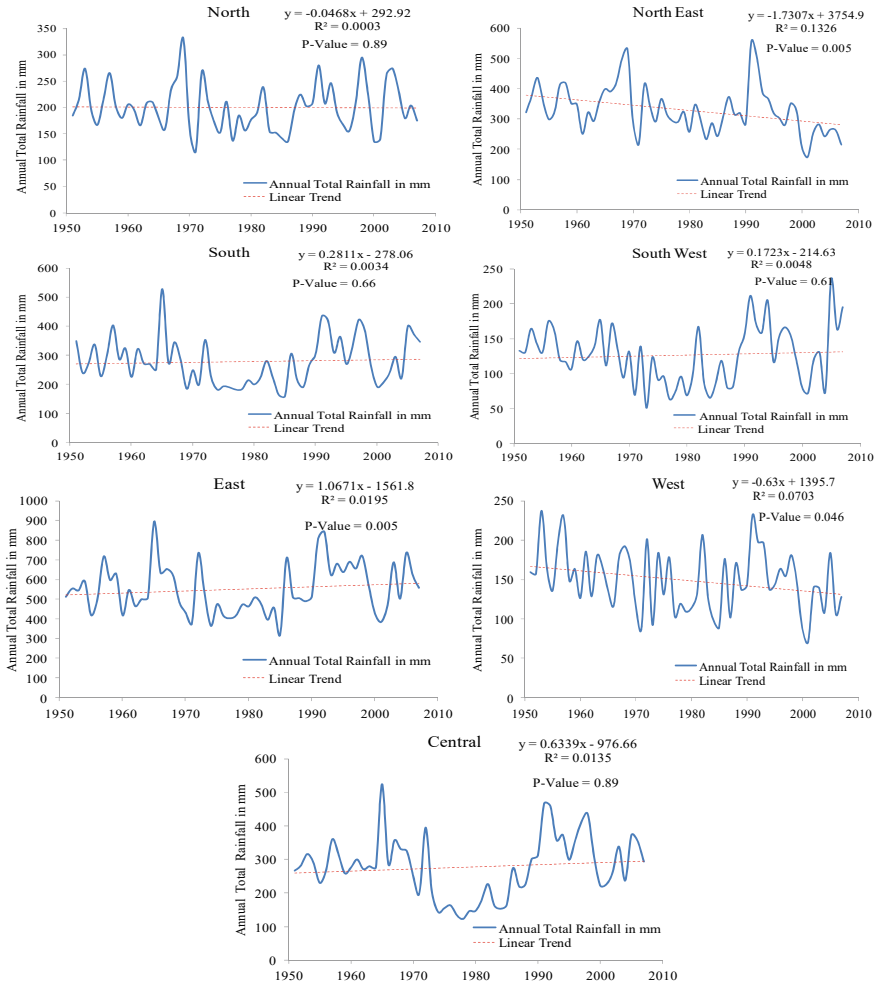 North
y = -0.0468x + 292.92
R² = 0.0003
P-Value = 0.89
Annual Total Rainfall in mm
350
300
250
200
150
100
50
0
Annual Total Rainfall in mm
Linear Trend
1950 1960 1970 1980 1990 2000 2010
North East
y = -1.7307x + 3754.9
R² = 0.1326
P-Value = 0.005
Annual Total Rainfall in mm
600
500
400
300
200
100
0
Annual Total Rainfall in mm
Linear Trend
1950 1960 1970 1980 1990 2000 2010
South
y = 0.2811x - 278.06
R² = 0.0034
P-Value = 0.66
Annual Total Rainfall in mm
600
500
400
300
200
100
0
Annual Total Rainfall in mm
Linear Trend
1950 1960 1970 1980 1990 2000 2010
South West
y = 0.1723x - 214.63
R² = 0.0048
P-Value = 0.61
Annual Total Rainfall in mm
250
200
150
100
50
0
Annual Total Rainfall in mm
Linear Trend
1950 1960 1970 1980 1990 2000 2010
East
y = 1.0671x - 1561.8
R² = 0.0195
P-Value = 0.005
Annual Total Rainfall in mm
1000
900
800
700
600
500
400
300
200
100
0
Annual Total Rainfall in mm
Linear Trend
1950 1960 1970 1980 1990 2000 2010
West
y = -0.63x + 1395.7
R² = 0.0703
P-Value = 0.046
Annual Total Rainfall in mm
250
200
150
100
50
0
Annual Total Rainfall in mm
Linear Trend
1950 1960 1970 1980 1990 2000 2010
Central
y = 0.6339x - 976.66
R² = 0.0135
P-Value = 0.89
Annual Total Rainfall in mm
600
500
400
300
200
100
0
Annual Total Rainfall in mm
Linear Trend
1950 1960 1970 1980 1990 2000 2010